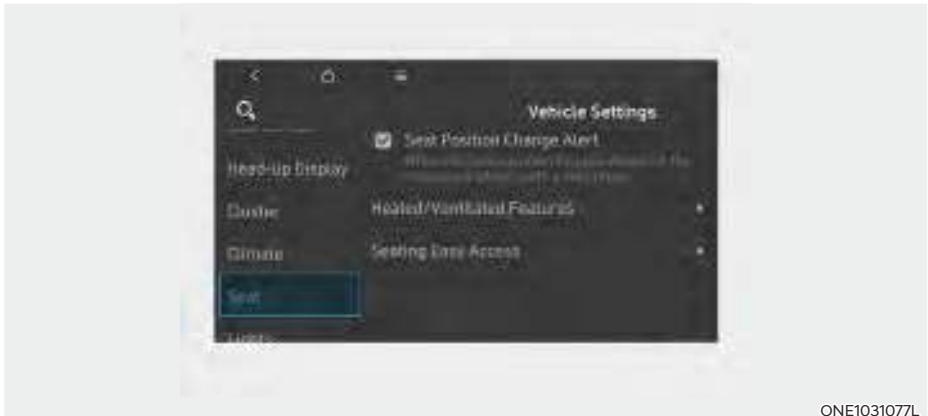 Vehicle Settings
Seat Position Change Alert
Head-Up Display
Cluster
Heated/Ventilated Features
Climate
Seating Easy Access
Seat
Lights
ONE1031077L